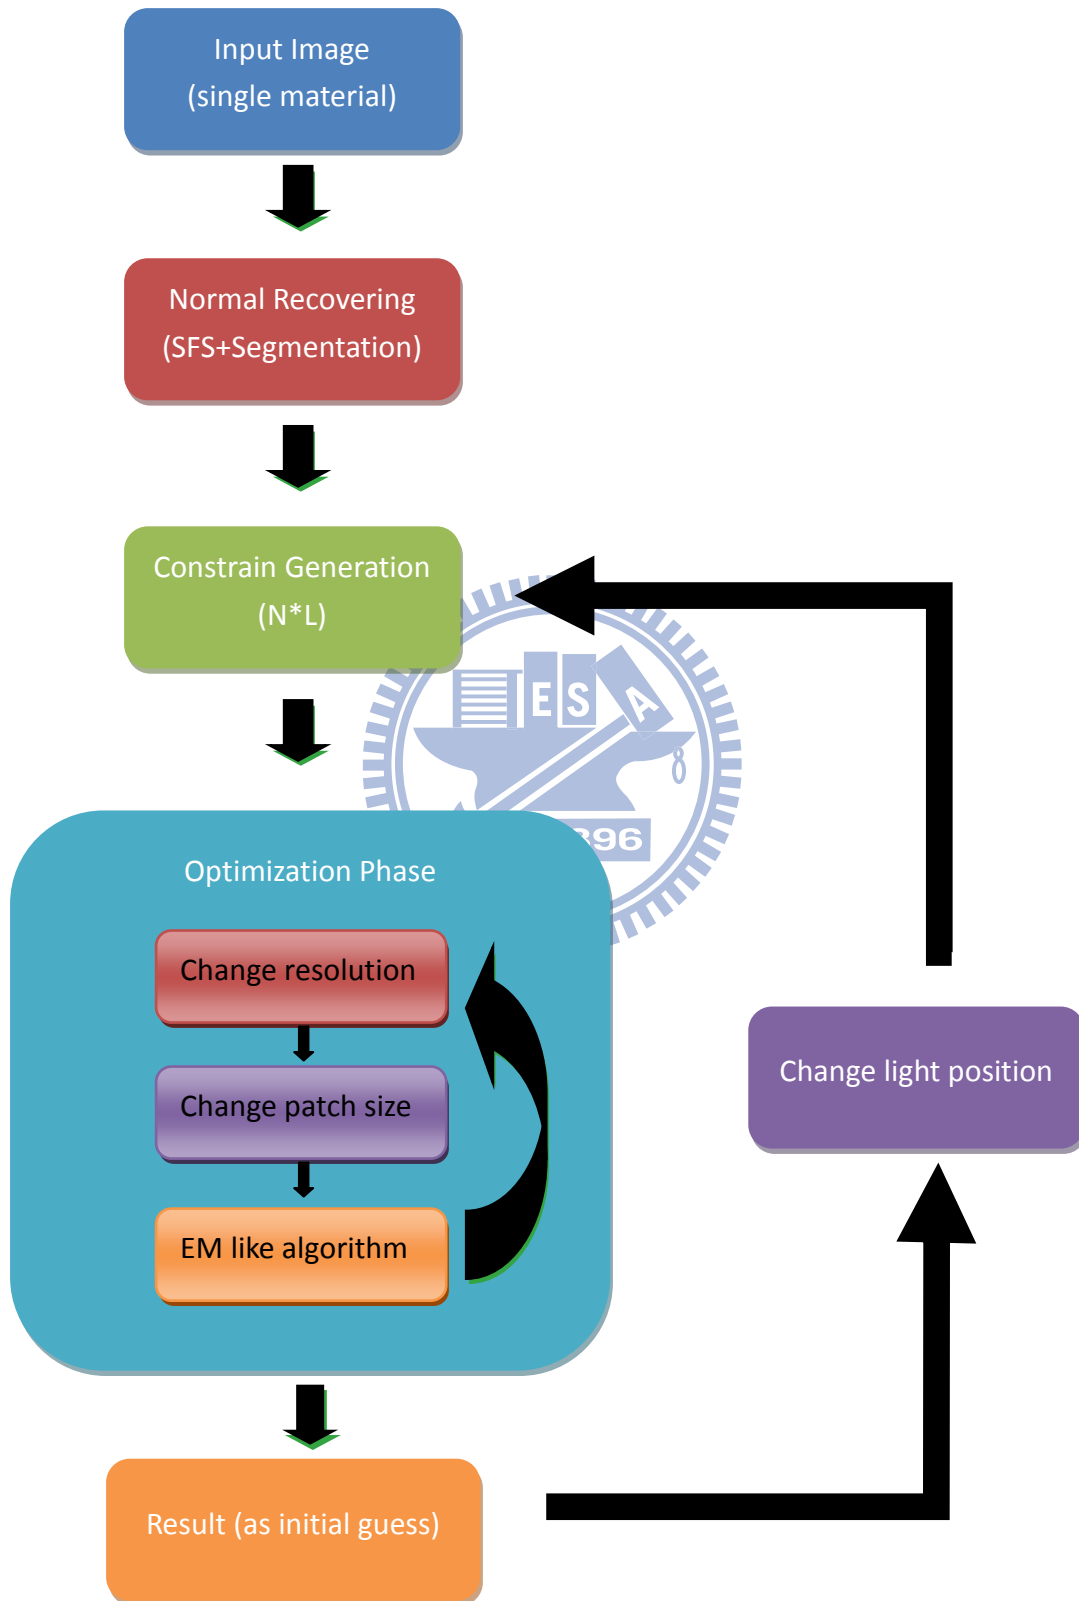 Input Image
(single material)
Normal Recovering
(SFS+Segmentation)
Constrain Generation
(N*L)
E S A
896
Optimization Phase
Change resolution
Change patch size
EM like algorithm
Change light position
Result (as initial guess)